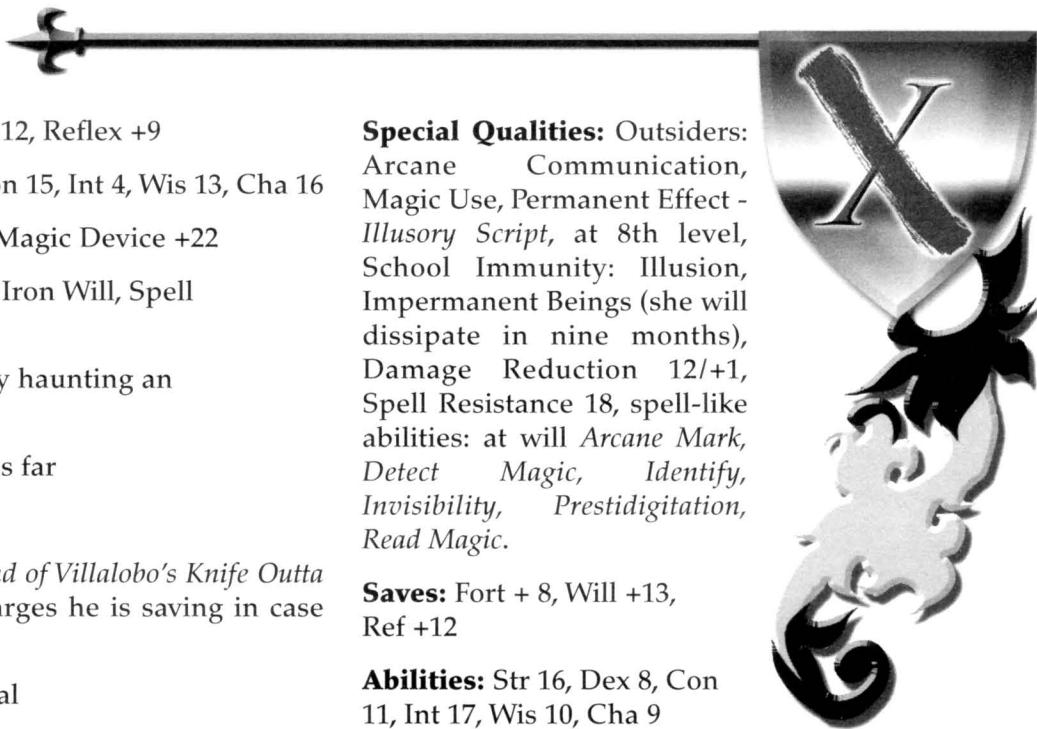 12, Reflex +9
n 15, Int 4, Wis 13, Cha 16
Magic Device +22
Iron Will, Spell
y haunting an
s far
d of Villalobo's Knife Outta
arges he is saving in case
al
Special Qualities: Outsiders:
Arcane Communication,
Magic Use, Permanent Effect -
Illusory Script, at 8th level,
School Immunity: Illusion,
Impermanent Beings (she will
dissipate in nine months),
Damage Reduction 12/+1,
Spell Resistance 18, spell-like
abilities: at will Arcane Mark,
Detect Magic, Identify,
Invisibility, Prestidigitation,
Read Magic.
Saves: Fort + 8, Will +13,
Ref +12
Abilities: Str 16, Dex 8, Con
11, Int 17, Wis 10, Cha 9
X